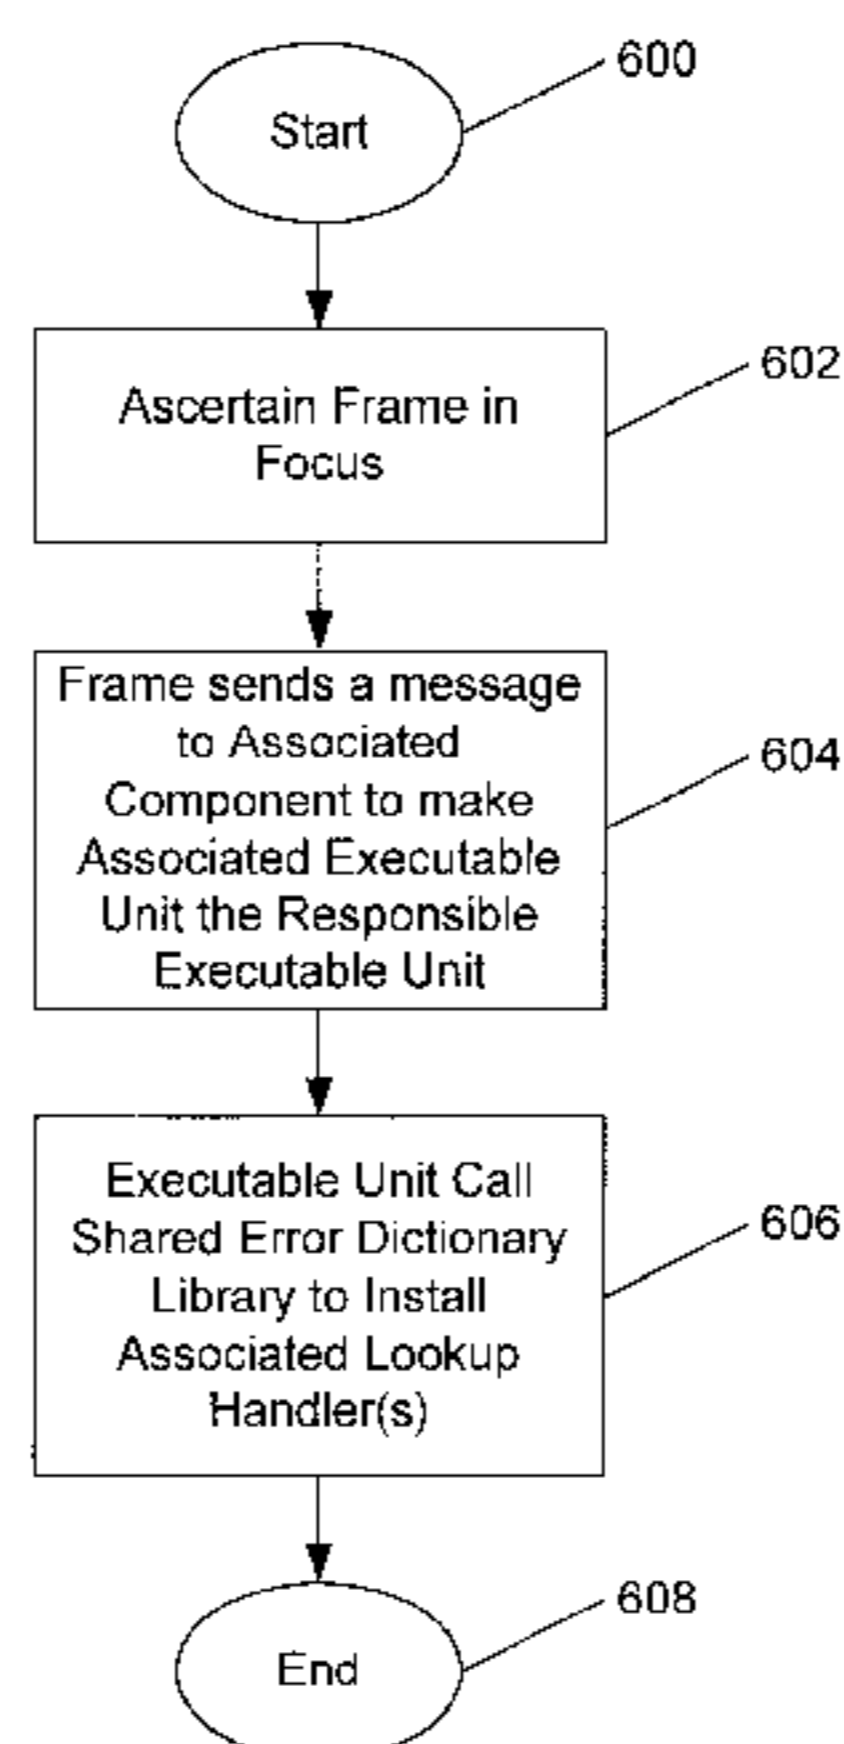 Start
600
Ascertain Frame in
Focus
602
Frame sends a message
to Associated
Component to make
Associated Executable
Unit the Responsible
Executable Unit
604
Executable Unit Call
Shared Error Dictionary
Library to Install
Associated Lookup
Handler(s)
606
End
608